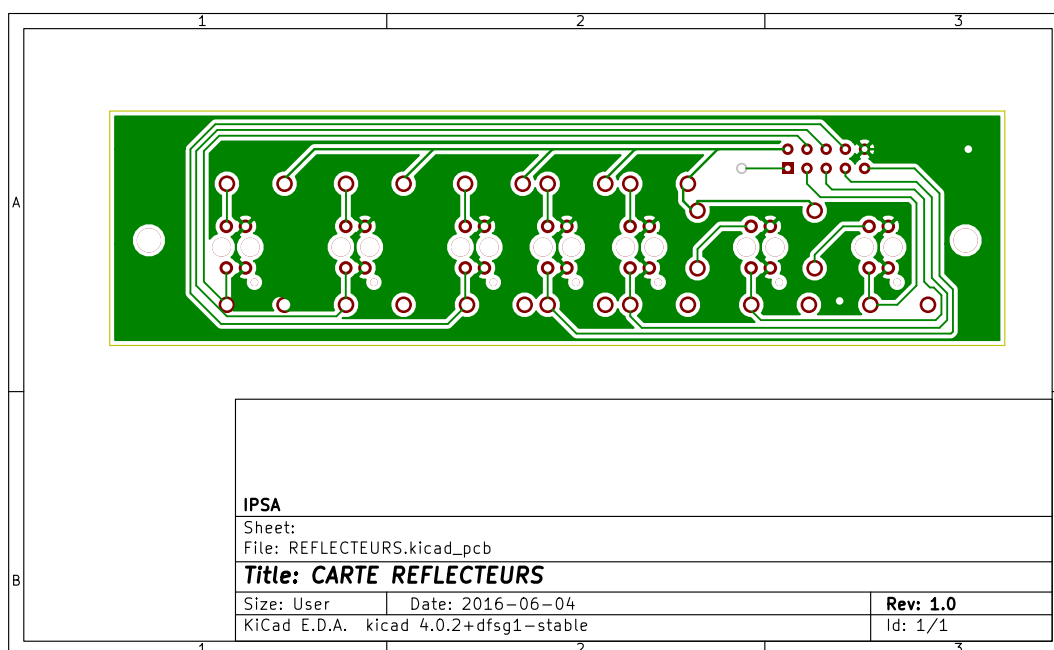 1 2 3
A
IPSA
Sheet:
File: REFLECTEURS.kicad_pcb
Title: CARTE REFLECTEURS
B
Size: User Date: 2016-06-04 Rev: 1.0
KiCad E.D.A. kicad 4.0.2+dfsg1-stable Id: 1/1
1 2 3